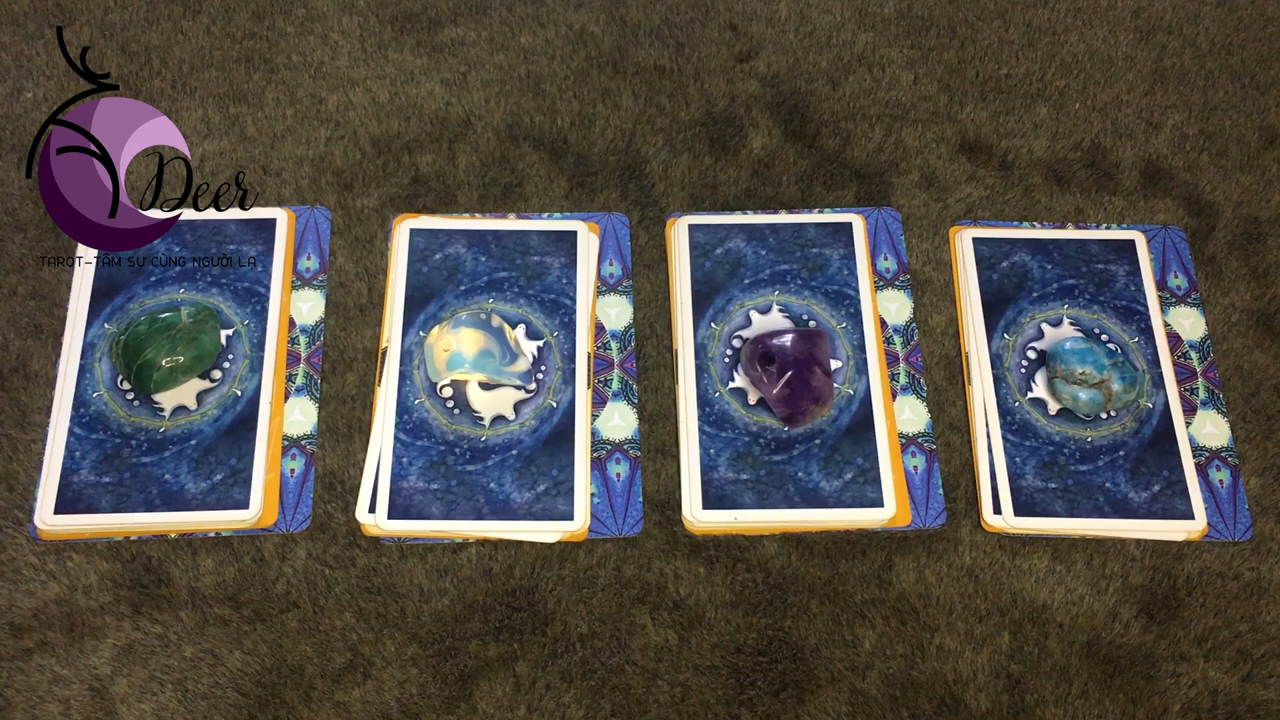 Deer
TAROT-TÂM SỰ CÙNG NGƯỜI LẠ